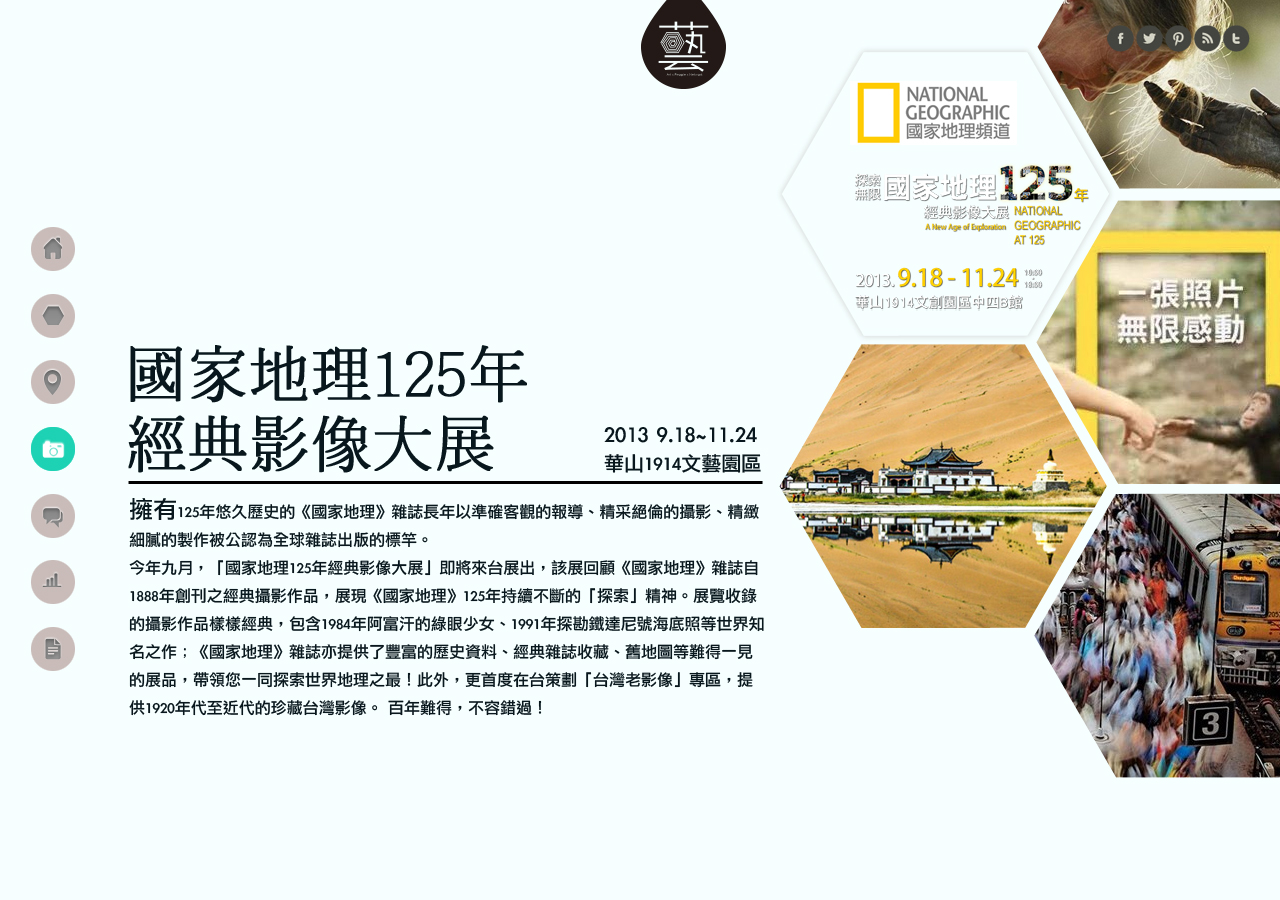 藝
NATIONAL
GEOGRAPHIC
國家地理頻道
探索
無限
國家地理125年
經典影像大展
A New Age of Exploration
NATIONAL
GEOGRAPHIC
AT 125
2013. 9.18 - 11.24
華山1914文創園區中四B館
一張照片
無限感動
國家地理125年
經典影像大展
2013 9.18~11.24
華山1914文藝園區
擁有125年悠久歷史的《國家地理》雜誌長年以準確客觀的報導、精采絕倫的攝影、精緻
細膩的製作被公認為全球雜誌出版的標竿。
今年九月，「國家地理125年經典影像大展」即將來台展出，該展回顧《國家地理》雜誌自
1888年創刊之經典攝影作品，展現《國家地理》125年持續不斷的「探索」精神。展覽收錄
的攝影作品樣樣經典，包含1984年阿富汗的綠眼少女、1991年探勘鐵達尼號海底照等世界知
名之作；《國家地理》雜誌亦提供了豐富的歷史資料、經典雜誌收藏、舊地圖等難得一見
的展品，帶領您一同探索世界地理之最！此外，更首度在台策劃「台灣老影像」專區，提
供1920年代至近代的珍藏台灣影像。 百年難得，不容錯過！
3